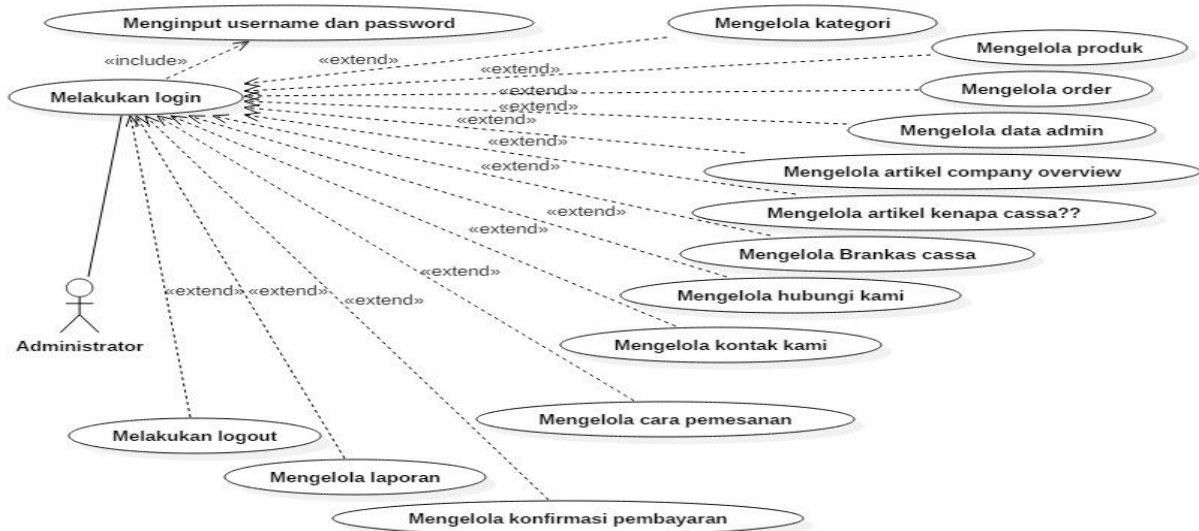 Menginput username dan password
Mengelola kategori
«include»
«extend»
«extend»
Mengelola produk
Melakukan login
«extend»
Mengelola order
«extend»
«extend»
Mengelola data admin
«extend»
Mengelola artikel company overview
«extend»
Mengelola artikel kenapa cassa??
«extend»
Mengelola Brankas cassa
«extend»
«extend»
«extend»
«extend»
Mengelola hubungi kami
Administrator
Mengelola kontak kami
Mengelola cara pemesanan
Melakukan logout
Mengelola laporan
Mengelola konfirmasi pembayaran